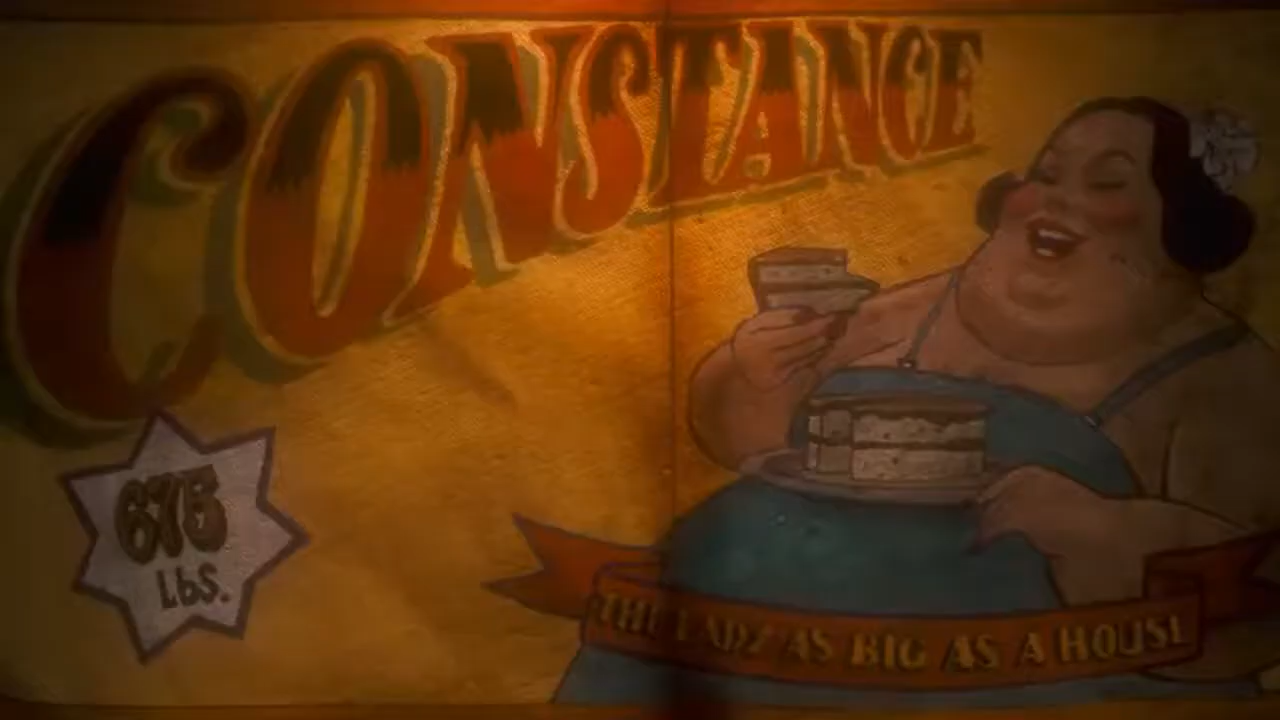 CONSTANCE
675
Lbs.
THE LADY AS BIG AS A HOUSE